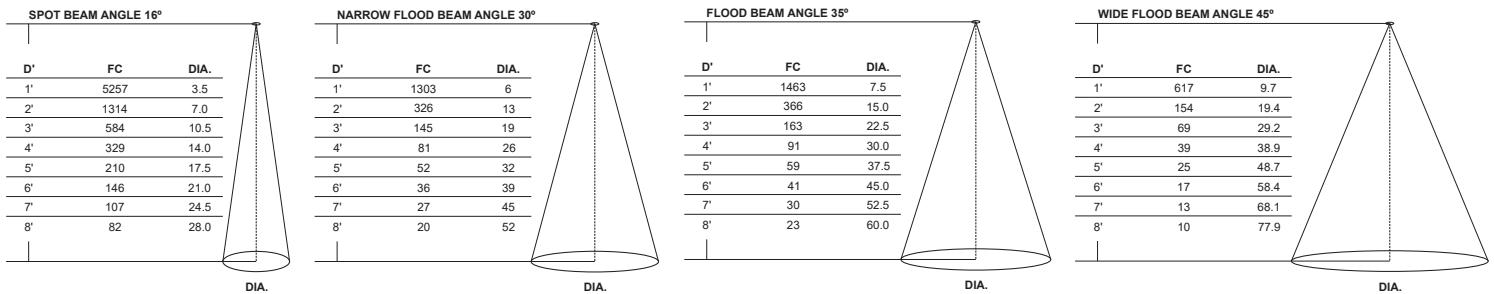 SPOT BEAM ANGLE 16º
D' FC DIA.
1' 5257 3.5
2' 1314 7.0
3' 584 10.5
4' 329 14.0
5' 210 17.5
6' 146 21.0
7' 107 24.5
8' 82 28.0
DIA.
NARROW FLOOD BEAM ANGLE 30º
D' FC DIA.
1' 1303 6
2' 326 13
3' 145 19
4' 81 26
5' 52 32
6' 36 39
7' 27 45
8' 20 52
DIA.
FLOOD BEAM ANGLE 35º
D' FC DIA.
1' 1463 7.5
2' 366 15.0
3' 163 22.5
4' 91 30.0
5' 59 37.5
6' 41 45.0
7' 30 52.5
8' 23 60.0
DIA.
WIDE FLOOD BEAM ANGLE 45º
D' FC DIA.
1' 617 9.7
2' 154 19.4
3' 69 29.2
4' 39 38.9
5' 25 48.7
6' 17 58.4
7' 13 68.1
8' 10 77.9
DIA.